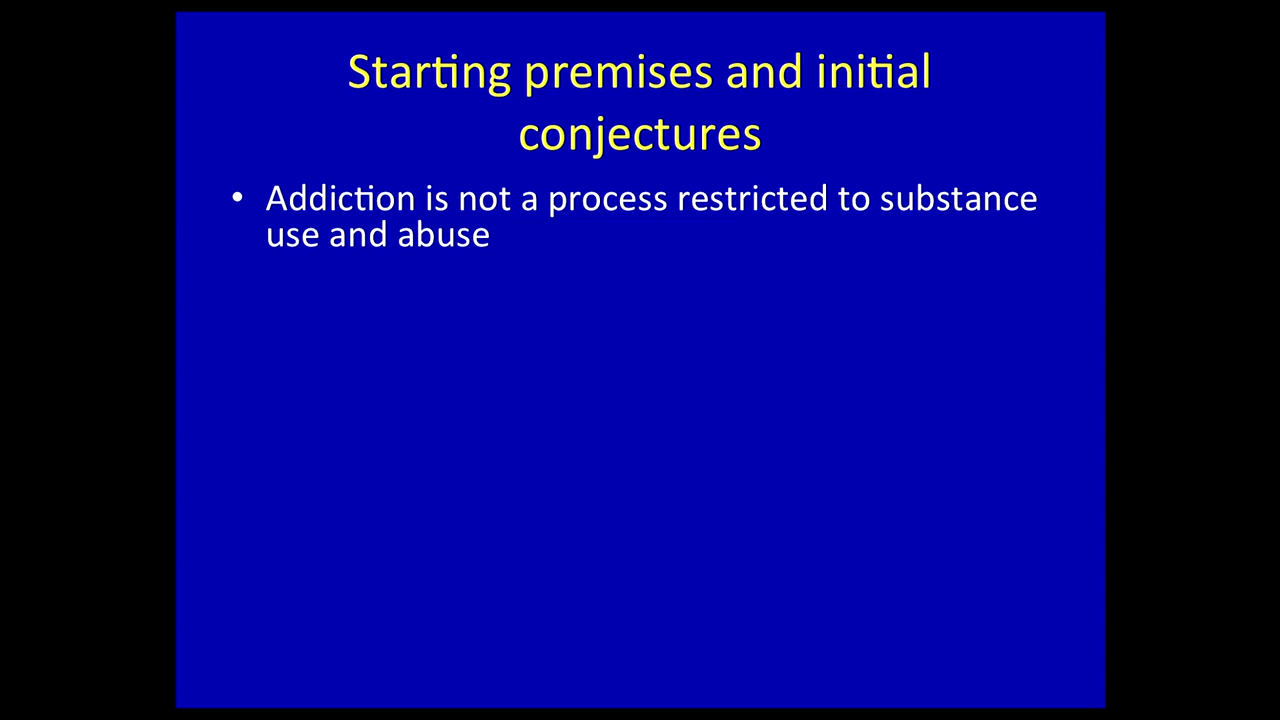 Starting premises and initial
conjectures
• Addiction is not a process restricted to substance
use and abuse